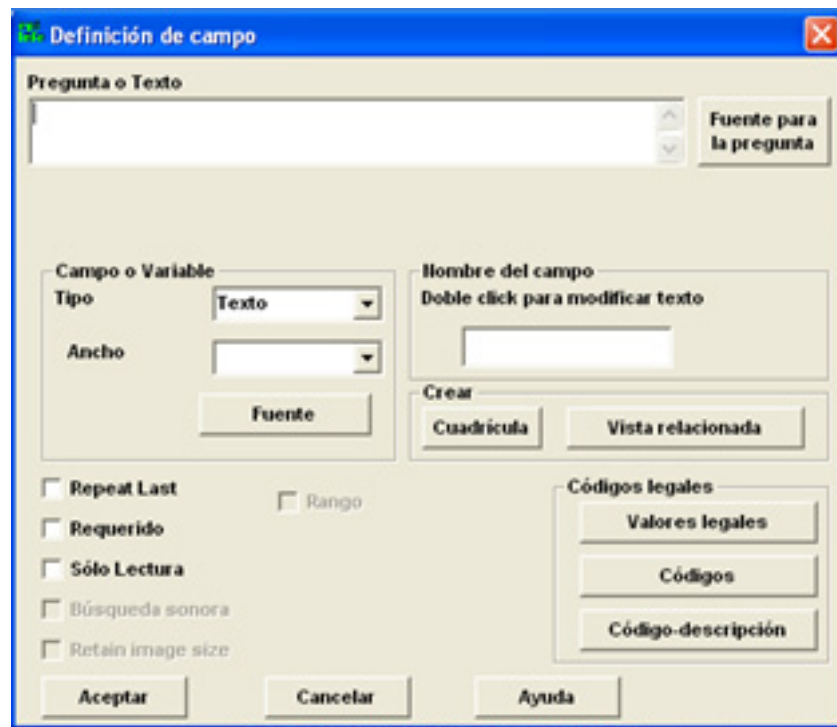 Definición de campo
Pregunta o Texto
Fuente para
la pregunta
Campo o Variable
Tipo
Texto
Ancho
Fuente
Nombre del campo
Doble click para modificar texto
Crear
Cuadrícula
Vista relacionada
Repeat Last
Rango
Requerido
Sólo Lectura
Búsqueda sonora
Retain image size
Códigos legales
Valores legales
Códigos
Código-descripción
Aceptar
Cancelar
Ayuda